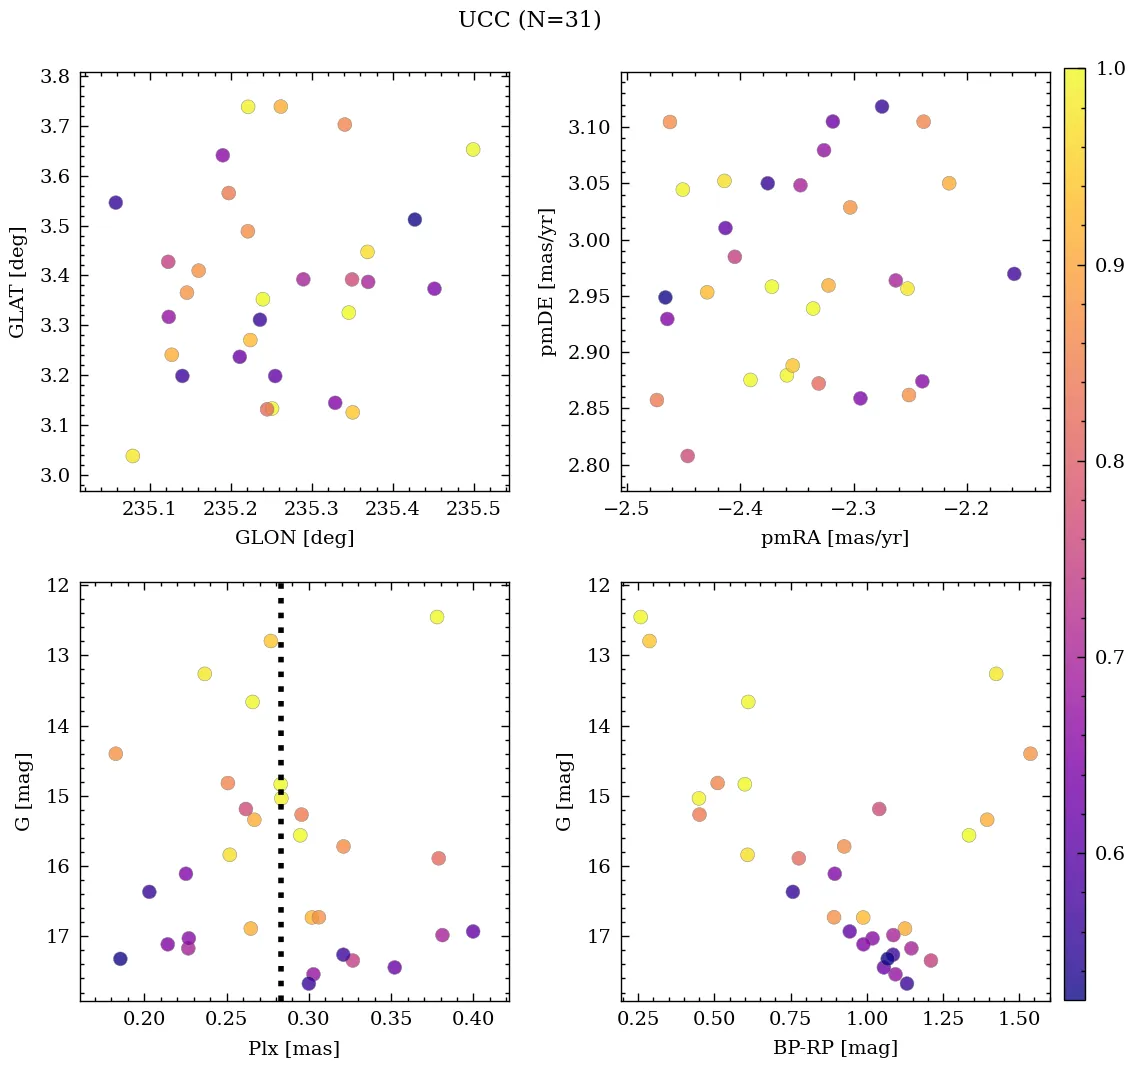 UCC (N=31)
3.8
3.7
3.6
3.5
3.4
3.3
3.2
3.1
3.0
GLAT [deg]
235.1 235.2 235.3 235.4 235.5
GLON [deg]
3.10
3.05
3.00
2.95
2.90
2.85
2.80
pmDE [mas/yr]
−2.5 −2.4 −2.3 −2.2
pmRA [mas/yr]
1.0
0.9
0.8
0.7
0.6
12
13
14
15
16
17
G [mag]
0.20 0.25 0.30 0.35 0.40
Plx [mas]
12
13
14
15
16
17
G [mag]
0.25 0.50 0.75 1.00 1.25 1.50
BP-RP [mag]